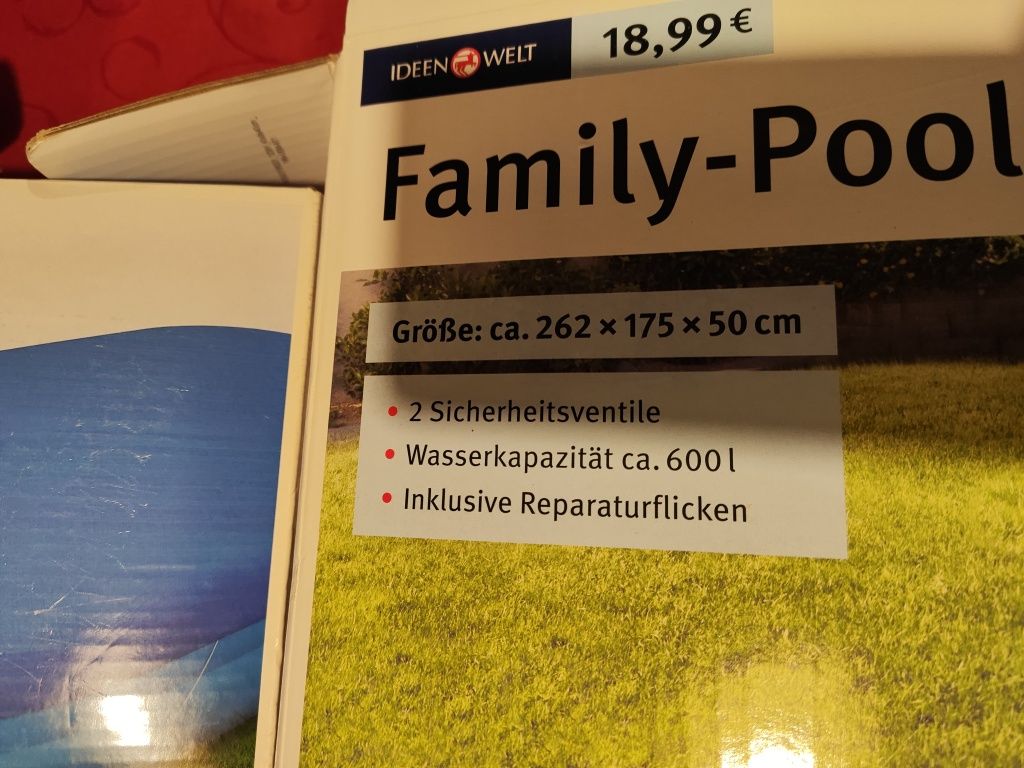 IDEEN WELT 18,99 €
Family-Pool
Größe: ca. 262 × 175 × 50 cm
• 2 Sicherheitsventile
• Wasserkapazität ca. 600 l
• Inklusive Reparaturflicken